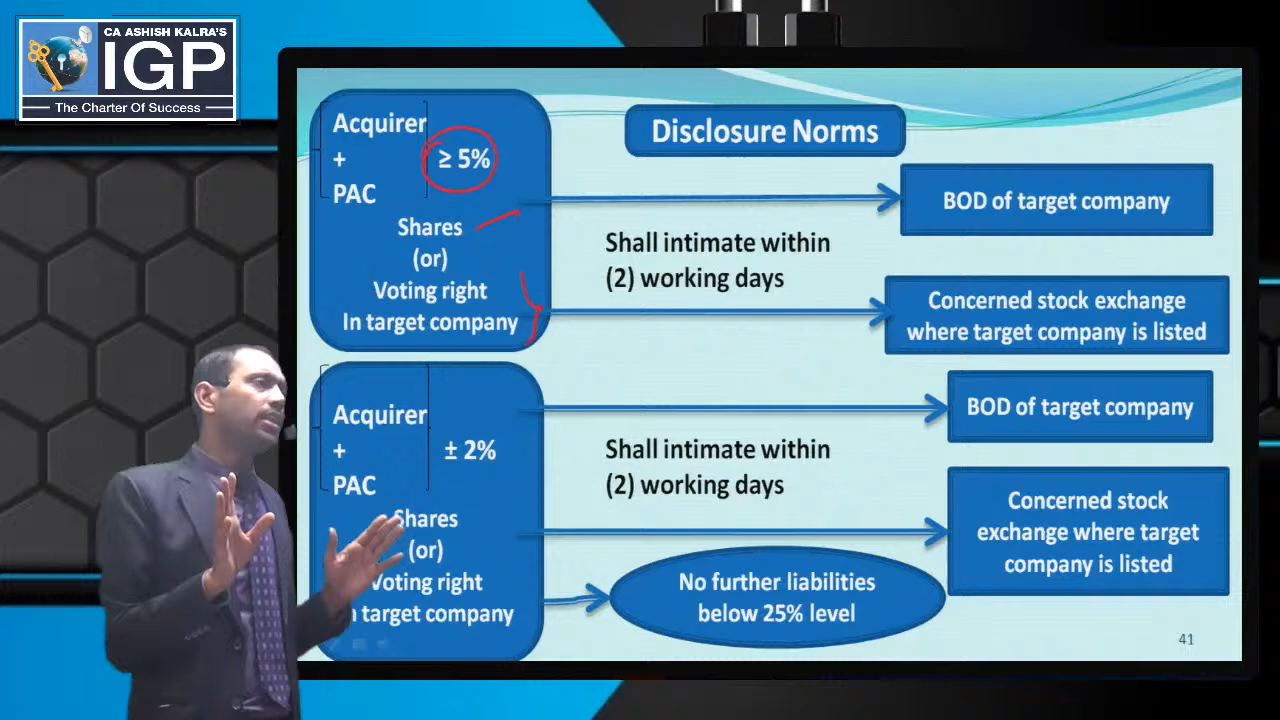 CA ASHISH KALRA'S
IGP
The Charter Of Success
Disclosure Norms
Acquirer
+
PAC
≥ 5%
Shares
(or)
Voting right
In target company
Shall intimate within
(2) working days
BOD of target company
Concerned stock exchange
where target company is listed
Acquirer
+
PAC
± 2%
Shares
(or)
Voting right
n target company
Shall intimate within
(2) working days
BOD of target company
Concerned stock
exchange where target
company is listed
No further liabilities
below 25% level
41